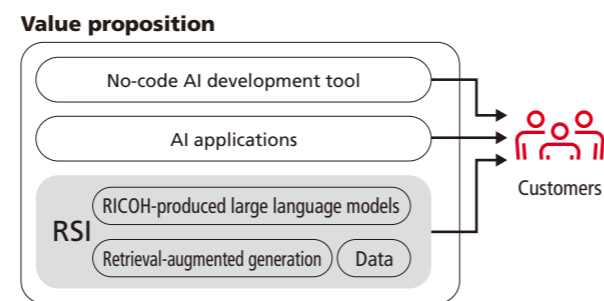 Value proposition
No-code AI development tool
AI applications
RSI
RICOH-produced large language models
Retrieval-augmented generation
Data
Customers